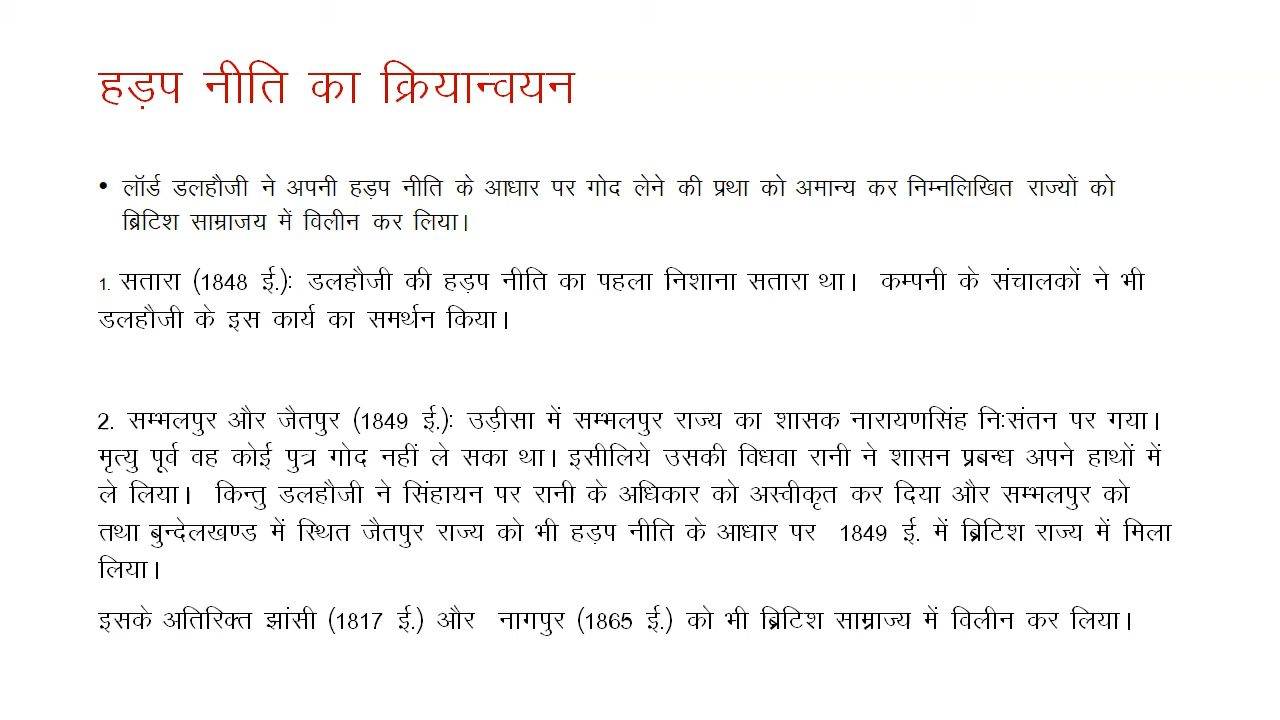 हड़प नीति का क्रियान्वयन
• लॉर्ड डलहौजी ने अपनी हड़प नीति के आधार पर गोद लेने की प्रथा को अमान्य कर निम्नलिखित राज्यों को
ब्रिटिश साम्राजय में विलीन कर लिया।
1. सतारा (1848 ई.): डलहौजी की हड़प नीति का पहला निशाना सतारा था। कम्पनी के संचालकों ने भी
डलहौजी के इस कार्य का समर्थन किया।
2. सम्भलपुर और जैतपुर (1849 ई.): उड़ीसा में सम्भलपुर राज्य का शासक नारायणसिंह निःसंतन पर गया।
मृत्यु पूर्व वह कोई पुत्र गोद नहीं ले सका था। इसीलिये उसकी विधवा रानी ने शासन प्रबन्ध अपने हाथों में
ले लिया। किन्तु डलहौजी ने सिंहायन पर रानी के अधिकार को अस्वीकृत कर दिया और सम्भलपुर को
तथा बुन्देलखण्ड में स्थित जैतपुर राज्य को भी हड़प नीति के आधार पर 1849 ई. में ब्रिटिश राज्य में मिला
लिया।
इसके अतिरिक्त झांसी (1817 ई.) और नागपुर (1865 ई.) को भी ब्रिटिश साम्राज्य में विलीन कर लिया।